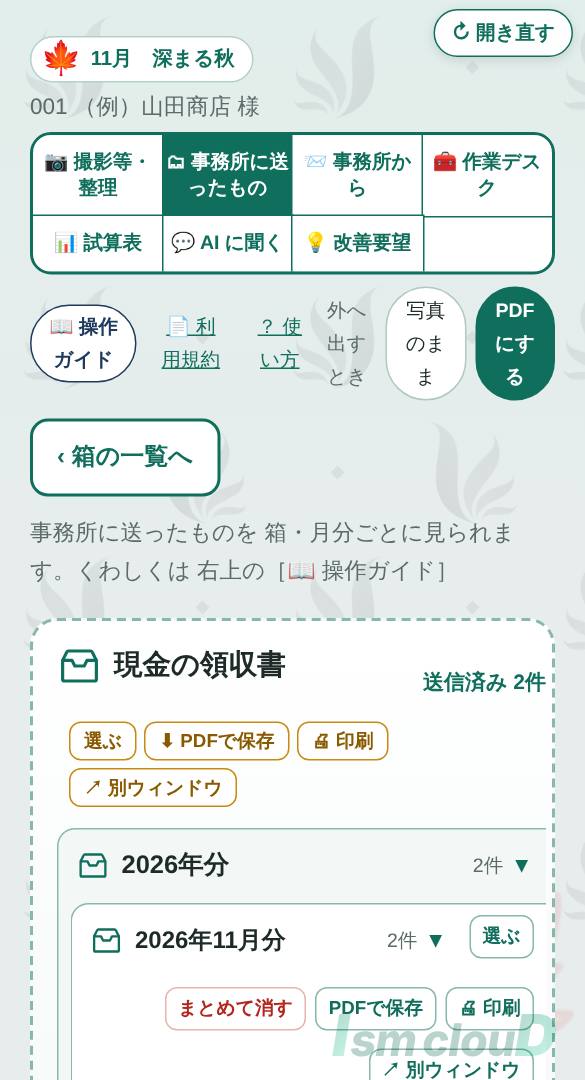 ↻ 開き直す
🍁 11月　深まる秋
001 （例）山田商店 様
📷 撮影等・整理
🗂 事務所に送ったもの
📨 事務所から
🧰 作業デスク
📊 試算表
💬 AI に聞く
💡 改善要望
📖 操作ガイド
📄 利用規約
？ 使い方
外へ出すとき
写真のまま
PDFにする
‹ 箱の一覧へ
事務所に送ったものを 箱・月分ごとに見られま
す。くわしくは 右上の［📖 操作ガイド］
現金の領収書
送信済み 2件
選ぶ
⬇ PDFで保存
🖨 印刷
↗ 別ウィンドウ
2026年分
2件 ▼
2026年11月分
2件 ▼
選ぶ
まとめて消す
PDFで保存
🖨 印刷
Ism clouD
↗ 別ウィンドウ